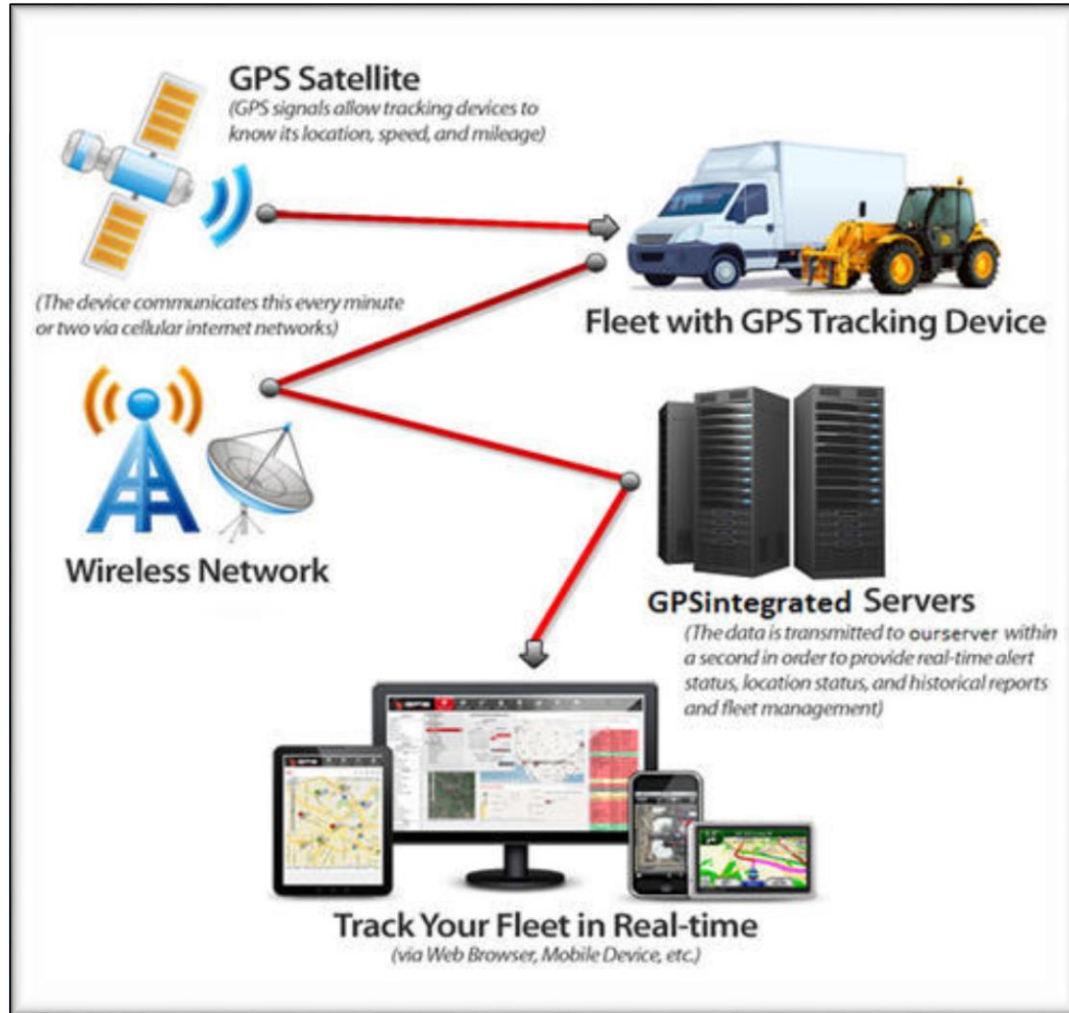 GPS Satellite
(GPS signals allow tracking devices to
know its location, speed, and mileage)
Fleet with GPS Tracking Device
(The device communicates this every minute
or two via cellular internet networks)
Wireless Network
GPSintegrated Servers
(The data is transmitted to ourserver within
a second in order to provide real-time alert
status, location status, and historical reports
and fleet management)
Track Your Fleet in Real-time
(via Web Browser, Mobile Device, etc.)